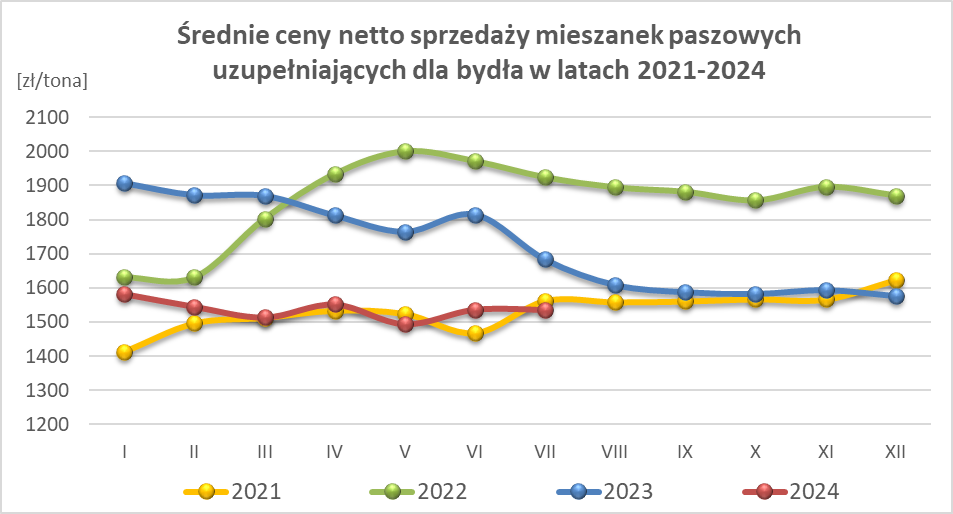 Średnie ceny netto sprzedaży mieszanek paszowych
uzupełniających dla bydła w latach 2021-2024
[zł/tona]
2100
2000
1900
1800
1700
1600
1500
1400
1300
1200
I II III IV V VI VII VIII IX X XI XII
2021 2022 2023 2024